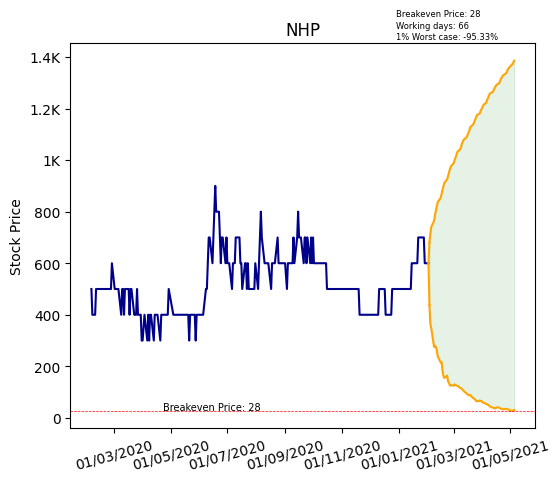 Breakeven Price: 28
Working days: 66
1% Worst case: -95.33%
NHP
Stock Price
1.4K
1.2K
1K
800
600
400
200
0
Breakeven Price: 28
01/03/2020
01/05/2020
01/07/2020
01/09/2020
01/11/2020
01/01/2021
01/03/2021
01/05/2021